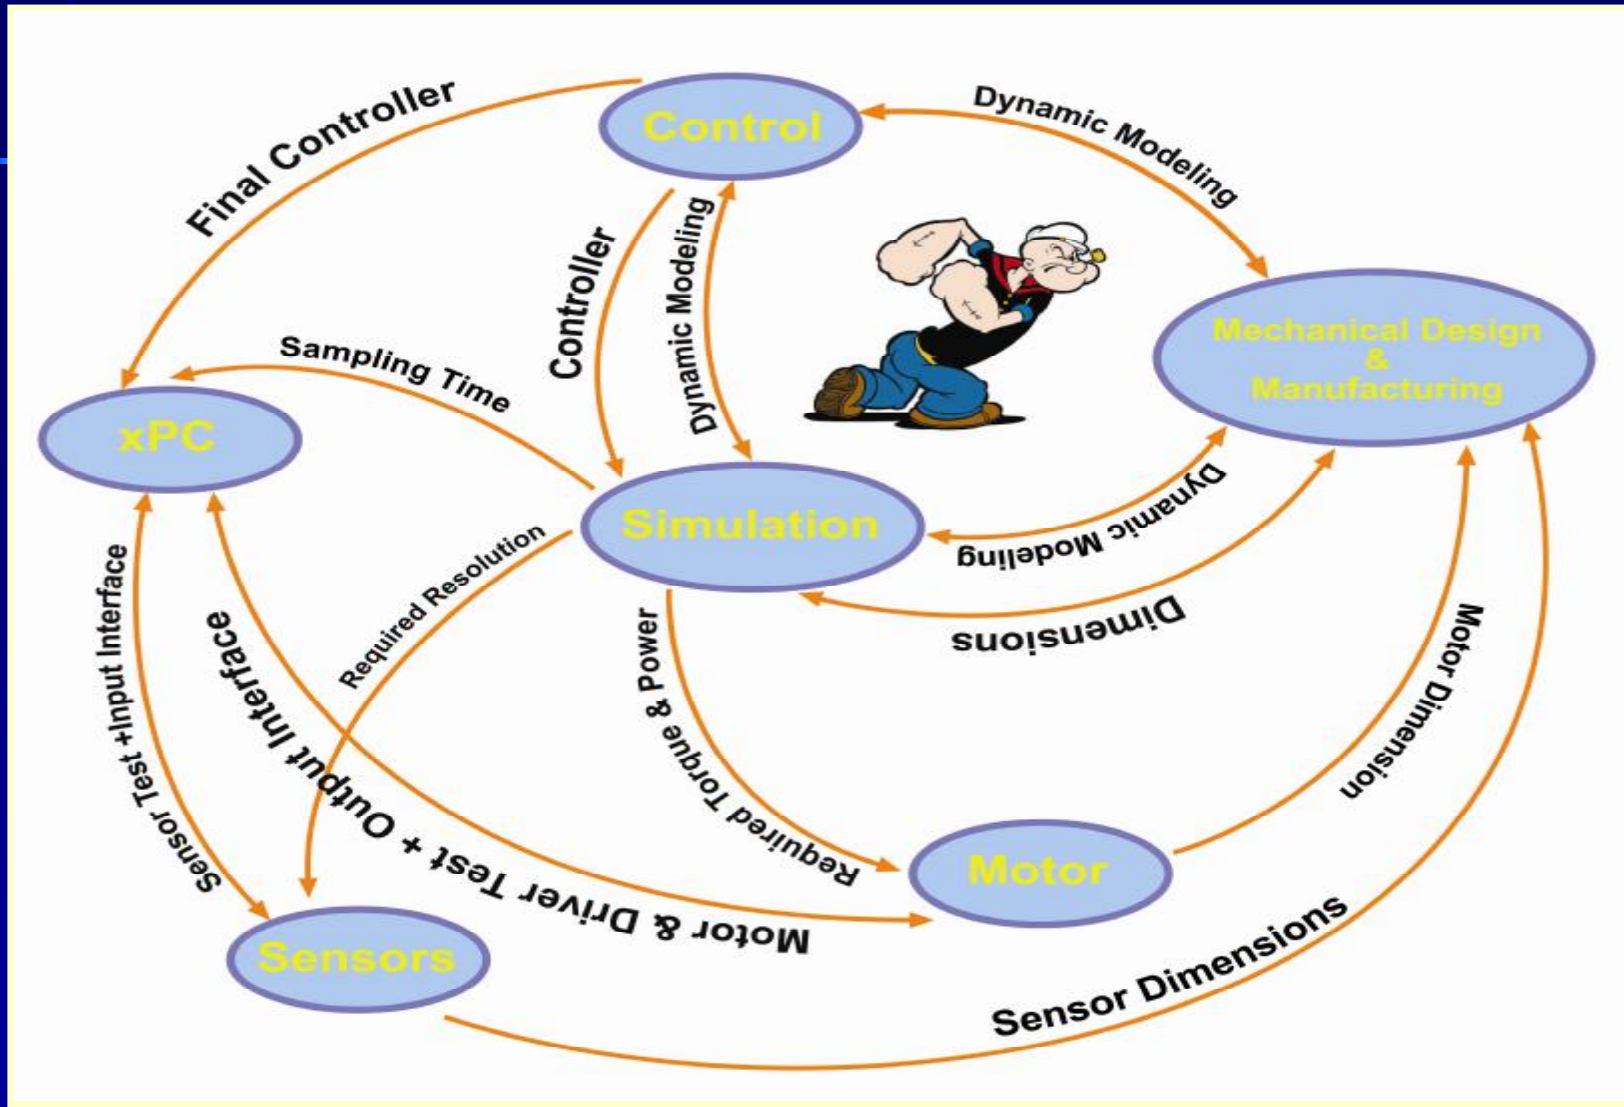 Final Controller
Control
Dynamic Modeling
Controller
Dynamic Modeling
Mechanical Design
&
Manufacturing
Sampling Time
xPC
Simulation
Dynamic Modeling
Dimensions
Required Resolution
Sensor Test +Input Interface
Motor & Driver Test + Output Interface
Required Torque & Power
Motor Dimension
Motor
Sensors
Sensor Dimensions